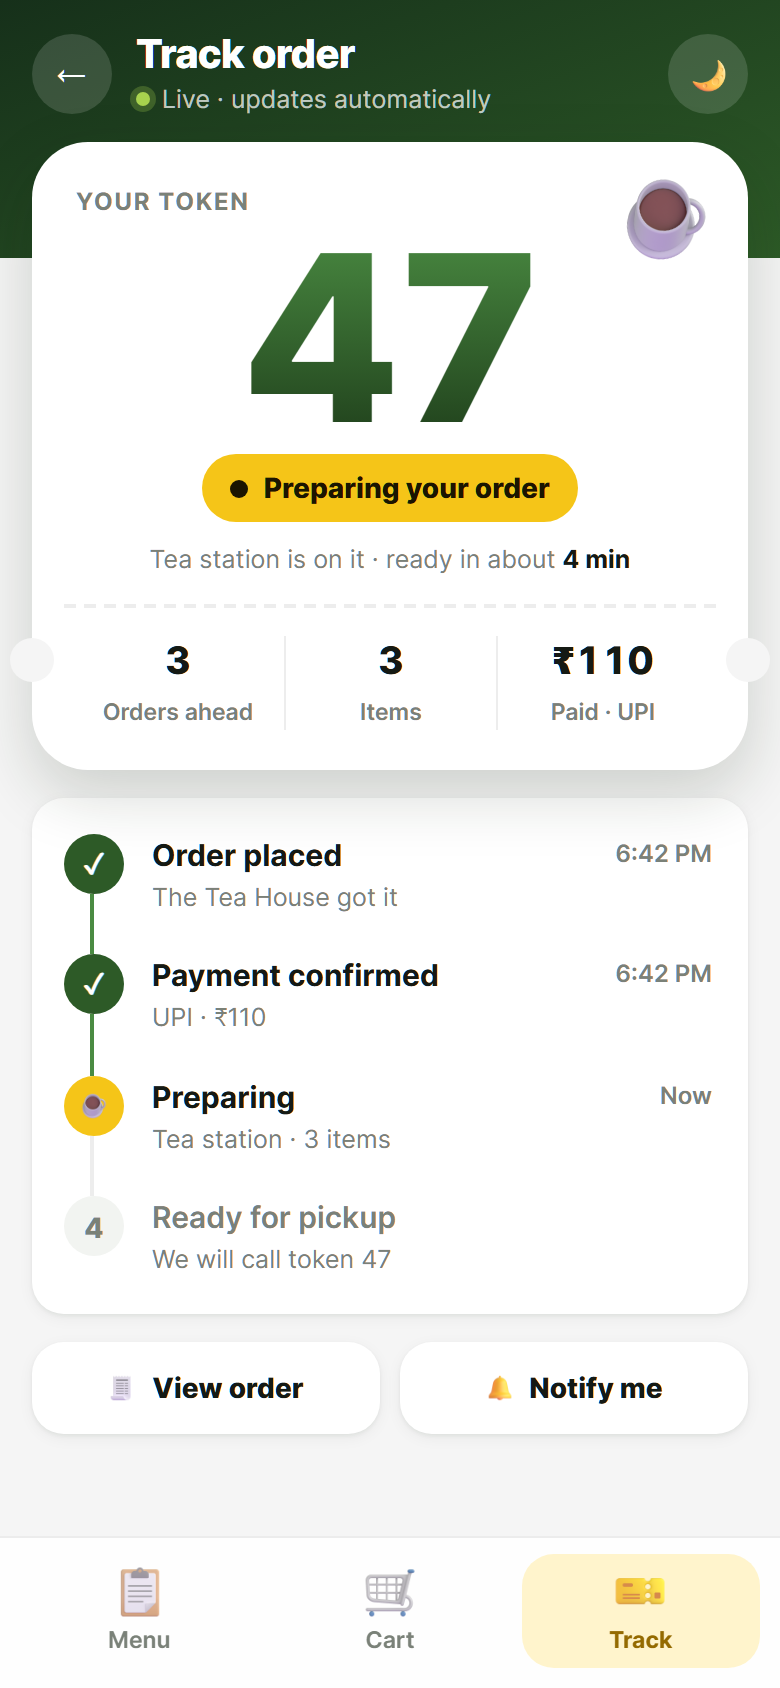 Track order
Live · updates automatically
YOUR TOKEN
47
Preparing your order
Tea station is on it · ready in about 4 min
3
Orders ahead
3
Items
₹110
Paid · UPI
Order placed
6:42 PM
The Tea House got it
Payment confirmed
6:42 PM
UPI · ₹110
Preparing
Now
Tea station · 3 items
4
Ready for pickup
We will call token 47
View order
Notify me
Menu
Cart
Track